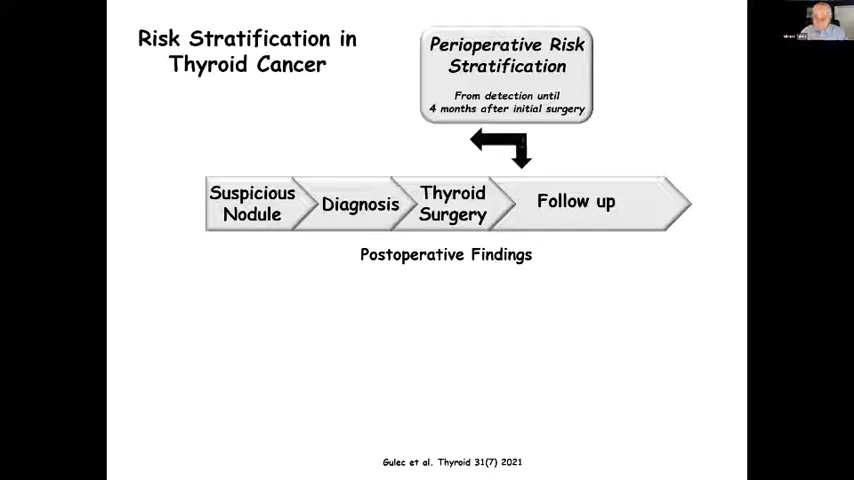 Risk Stratification in
Thyroid Cancer
Perioperative Risk
Stratification
From detection until
4 months after initial surgery
Suspicious
Nodule
Diagnosis
Thyroid
Surgery
Follow up
Postoperative Findings
Gulec et al. Thyroid 31(7) 2021